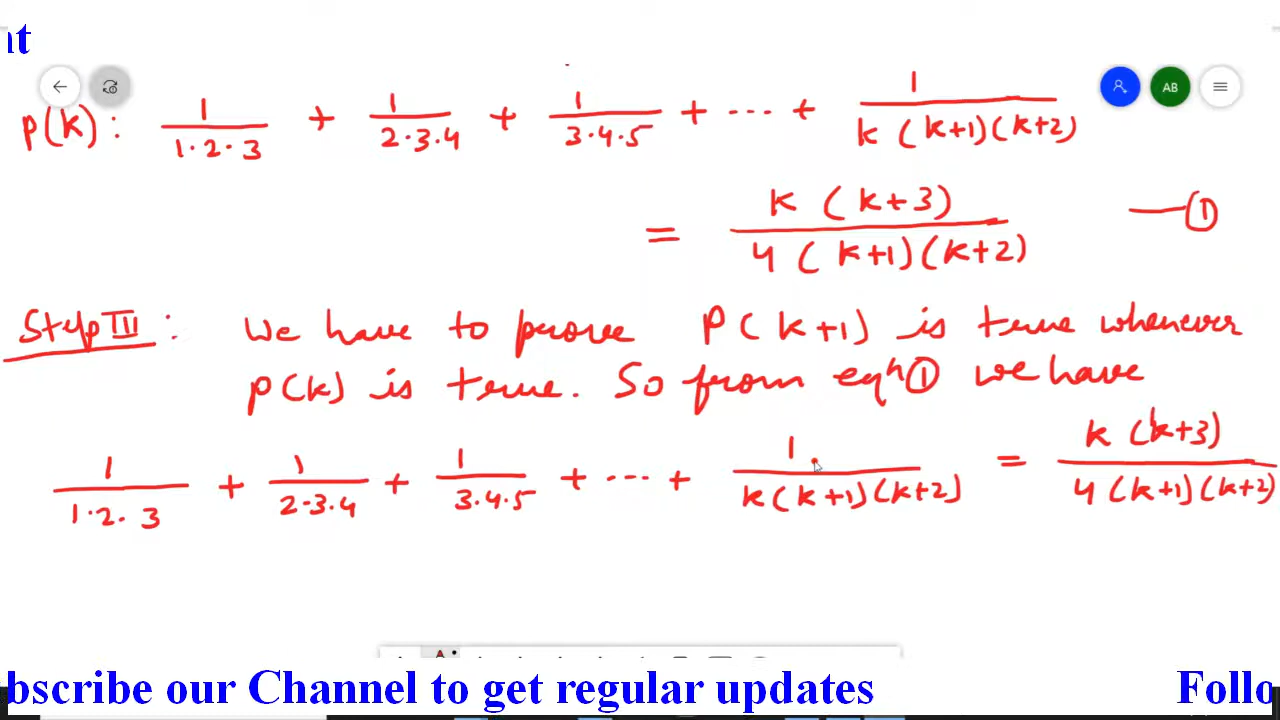 nt
P(k): 1/(1·2·3) + 1/(2·3·4) + 1/(3·4·5) + ... + 1/(k(k+1)(k+2))
= k(k+3)/(4(k+1)(k+2)) —①
AB
Step III: We have to prove P(k+1) is true whenever
P(k) is true. So from eqⁿ① we have
1/(1·2·3) + 1/(2·3·4) + 1/(3·4·5) + ... + 1/(k(k+1)(k+2)) = k(k+3)/(4(k+1)(k+2))
bscribe our Channel to get regular updates Follo